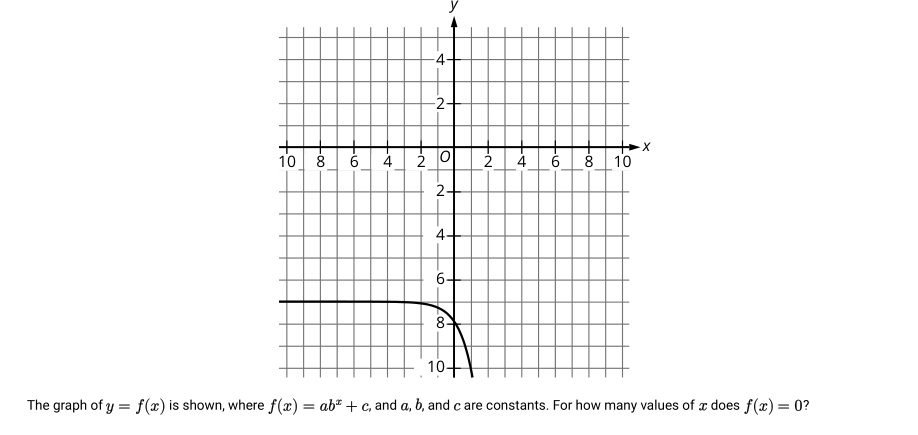 y
4
2
x
10 8 6 4 2 O 2 4 6 8 10
2
4
6
8
10
The graph of y = f(x) is shown, where f(x) = abˣ + c, and a, b, and c are constants. For how many values of x does f(x) = 0?